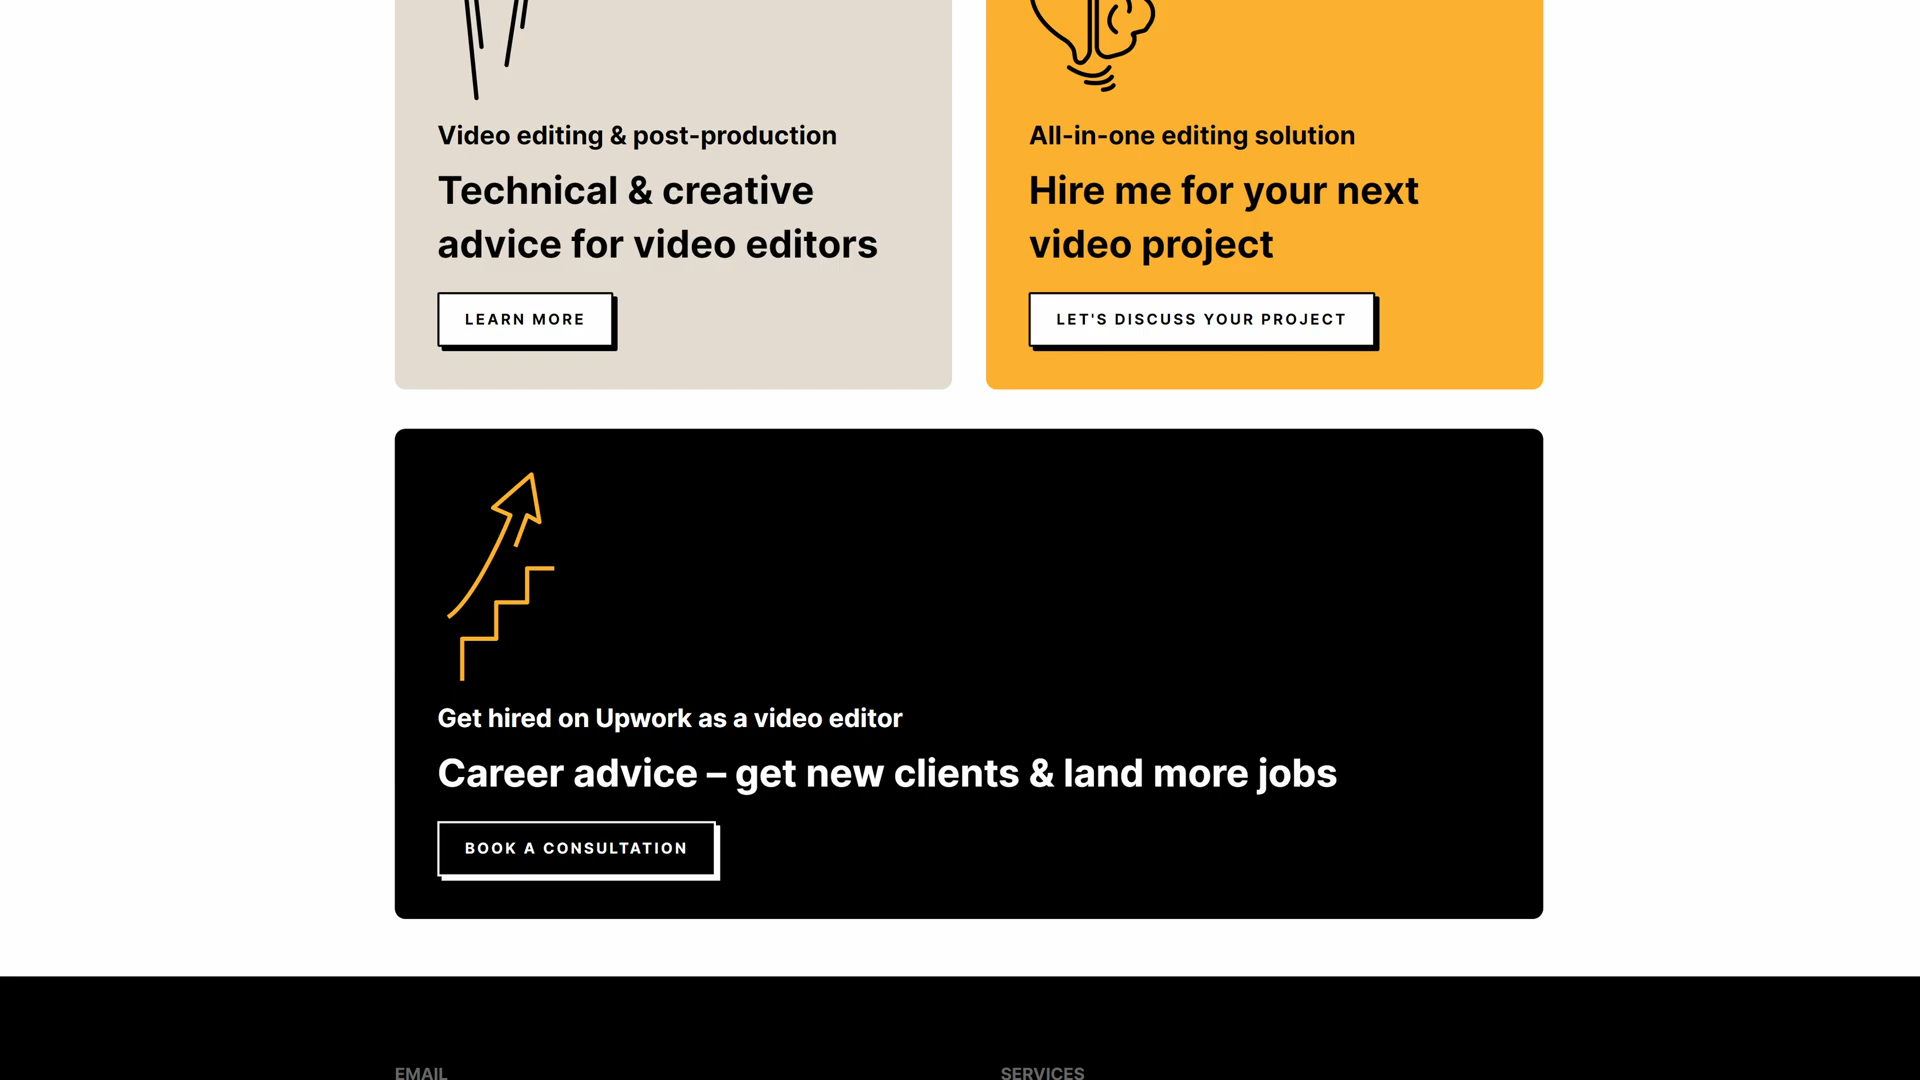 Video editing & post-production
Technical & creative
advice for video editors
LEARN MORE
All-in-one editing solution
Hire me for your next
video project
LET'S DISCUSS YOUR PROJECT
Get hired on Upwork as a video editor
Career advice – get new clients & land more jobs
BOOK A CONSULTATION
EMAIL
SERVICES